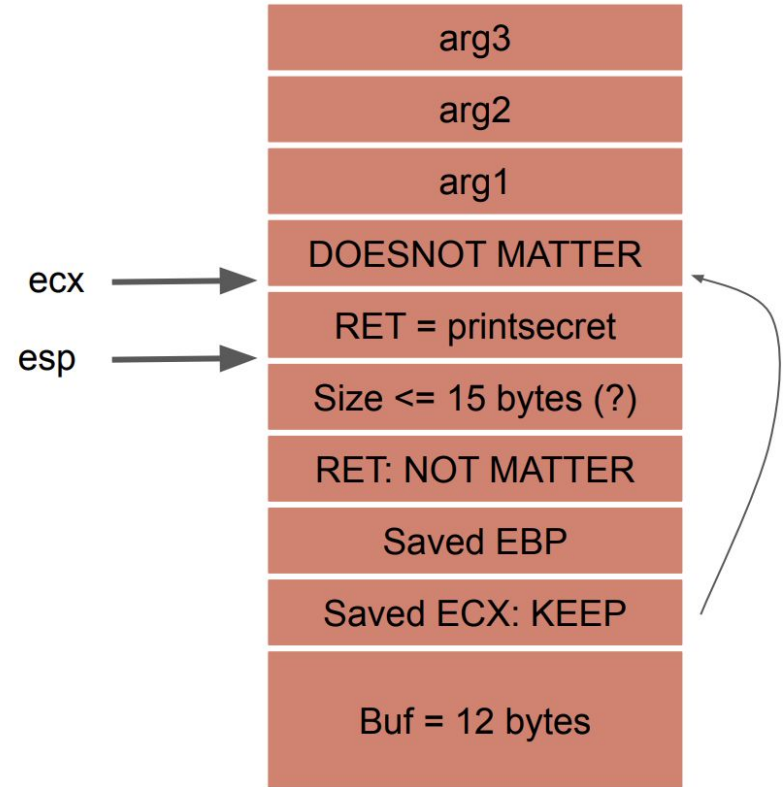 arg3
arg2
arg1
DOESNOT MATTER
ecx
RET = printsecret
esp
Size <= 15 bytes (?)
RET: NOT MATTER
Saved EBP
Saved ECX: KEEP
Buf = 12 bytes